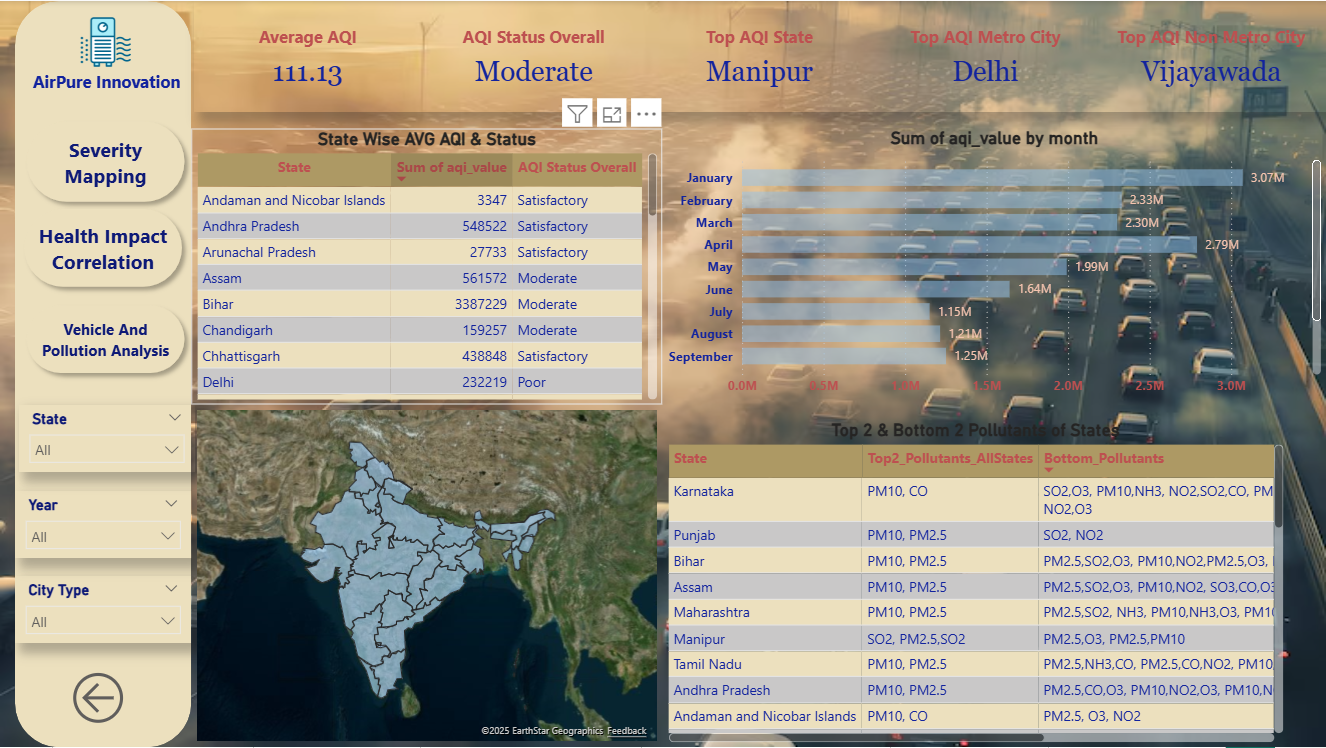 AirPure Innovation
Severity
Mapping
Health Impact
Correlation
Vehicle And
Pollution Analysis
State
All
Year
All
City Type
All
Average AQI
111.13
AQI Status Overall
Moderate
Top AQI State
Manipur
Top AQI Metro City
Delhi
Top AQI Non Metro City
Vijayawada
State Wise AVG AQI & Status
State Sum of aqi_value AQI Status Overall
Andaman and Nicobar Islands 3347 Satisfactory
Andhra Pradesh 548522 Satisfactory
Arunachal Pradesh 27733 Satisfactory
Assam 561572 Moderate
Bihar 3387229 Moderate
Chandigarh 159257 Moderate
Chhattisgarh 438848 Satisfactory
Delhi 232219 Poor
Sum of aqi_value by month
January 3.07M
February 2.33M
March 2.30M
April 2.79M
May 1.99M
June 1.64M
July 1.15M
August 1.21M
September 1.25M
0.0M 0.5M 1.0M 1.5M 2.0M 2.5M 3.0M
©2025 EarthStar Geographics Feedback
Top 2 & Bottom 2 Pollutants of States
State Top2_Pollutants_AllStates Bottom_Pollutants
Karnataka PM10, CO SO2,O3, PM10,NH3, NO2,SO2,CO, PM
NO2,O3
Punjab PM10, PM2.5 SO2, NO2
Bihar PM10, PM2.5 PM2.5,SO2,O3, PM10,NO2,PM2.5,O3,
Assam PM10, PM2.5 PM2.5,SO2,O3, PM10,NO2, SO3,CO,O3
Maharashtra PM10, PM2.5 PM2.5,SO2, NH3, PM10,NH3,O3, PM10
Manipur SO2, PM2.5,SO2 PM2.5,O3, PM2.5,PM10
Tamil Nadu PM10, PM2.5 PM2.5,NH3,CO, PM2.5,CO,NO2, PM10
Andhra Pradesh PM10, PM2.5 PM2.5,CO,O3, PM10,NO2,O3, PM10,N
Andaman and Nicobar Islands PM10, CO PM2.5, O3, NO2